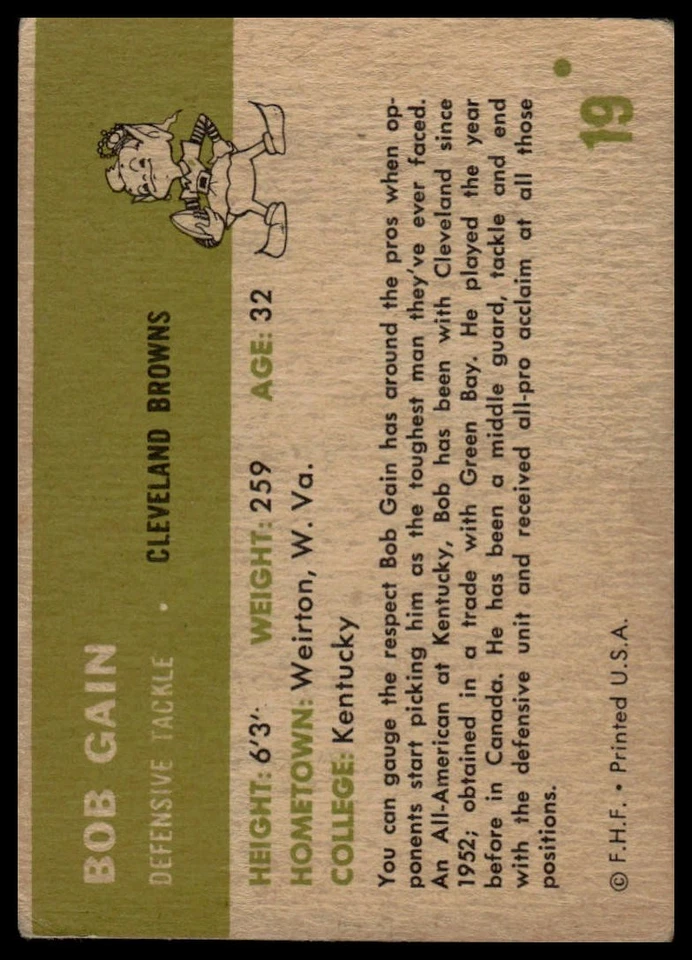 19
BOB GAIN
DEFENSIVE TACKLE • CLEVELAND BROWNS
HEIGHT: 6'3" WEIGHT: 259 AGE: 32
HOMETOWN: Weirton, W. Va.
COLLEGE: Kentucky
You can gauge the respect Bob Gain has around the pros when op-
ponents start picking him as the toughest man they've ever faced.
An All-American at Kentucky, Bob has been with Cleveland since
1952; obtained in a trade with Green Bay. He played the year
before in Canada. He has been a middle guard, tackle and end
with the defensive unit and received all-pro acclaim at all those
positions.
© F.H.F. • Printed U.S.A.